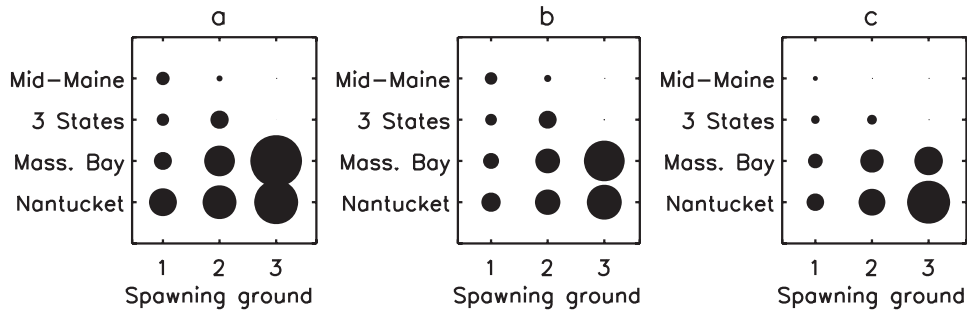 a b c
Mid-Maine Mid-Maine Mid-Maine
3 States 3 States 3 States
Mass. Bay Mass. Bay Mass. Bay
Nantucket Nantucket Nantucket
1 2 3 1 2 3 1 2 3
Spawning ground Spawning ground Spawning ground